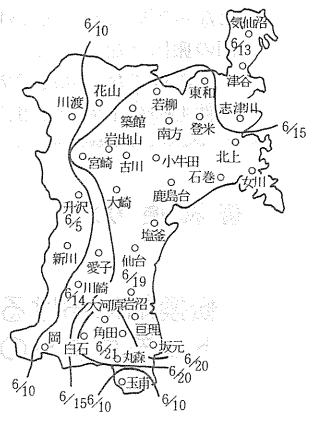 気仙沼
6/13
6/10
津谷
東和
花山
若柳
川渡
志津川
築館
南方
登米
6/15
岩出山
北上
宮崎
古川
小牛田
石巻
女川
鹿島台
升沢
6/5
大崎
塩釜
新川
愛子
仙台
6/19
川崎
6/14
大河原
岩沼
角田
亘理
岡
白石
6/21
丸森
坂元
6/20
6/20
6/10
6/15
6/10
玉甫
6/10